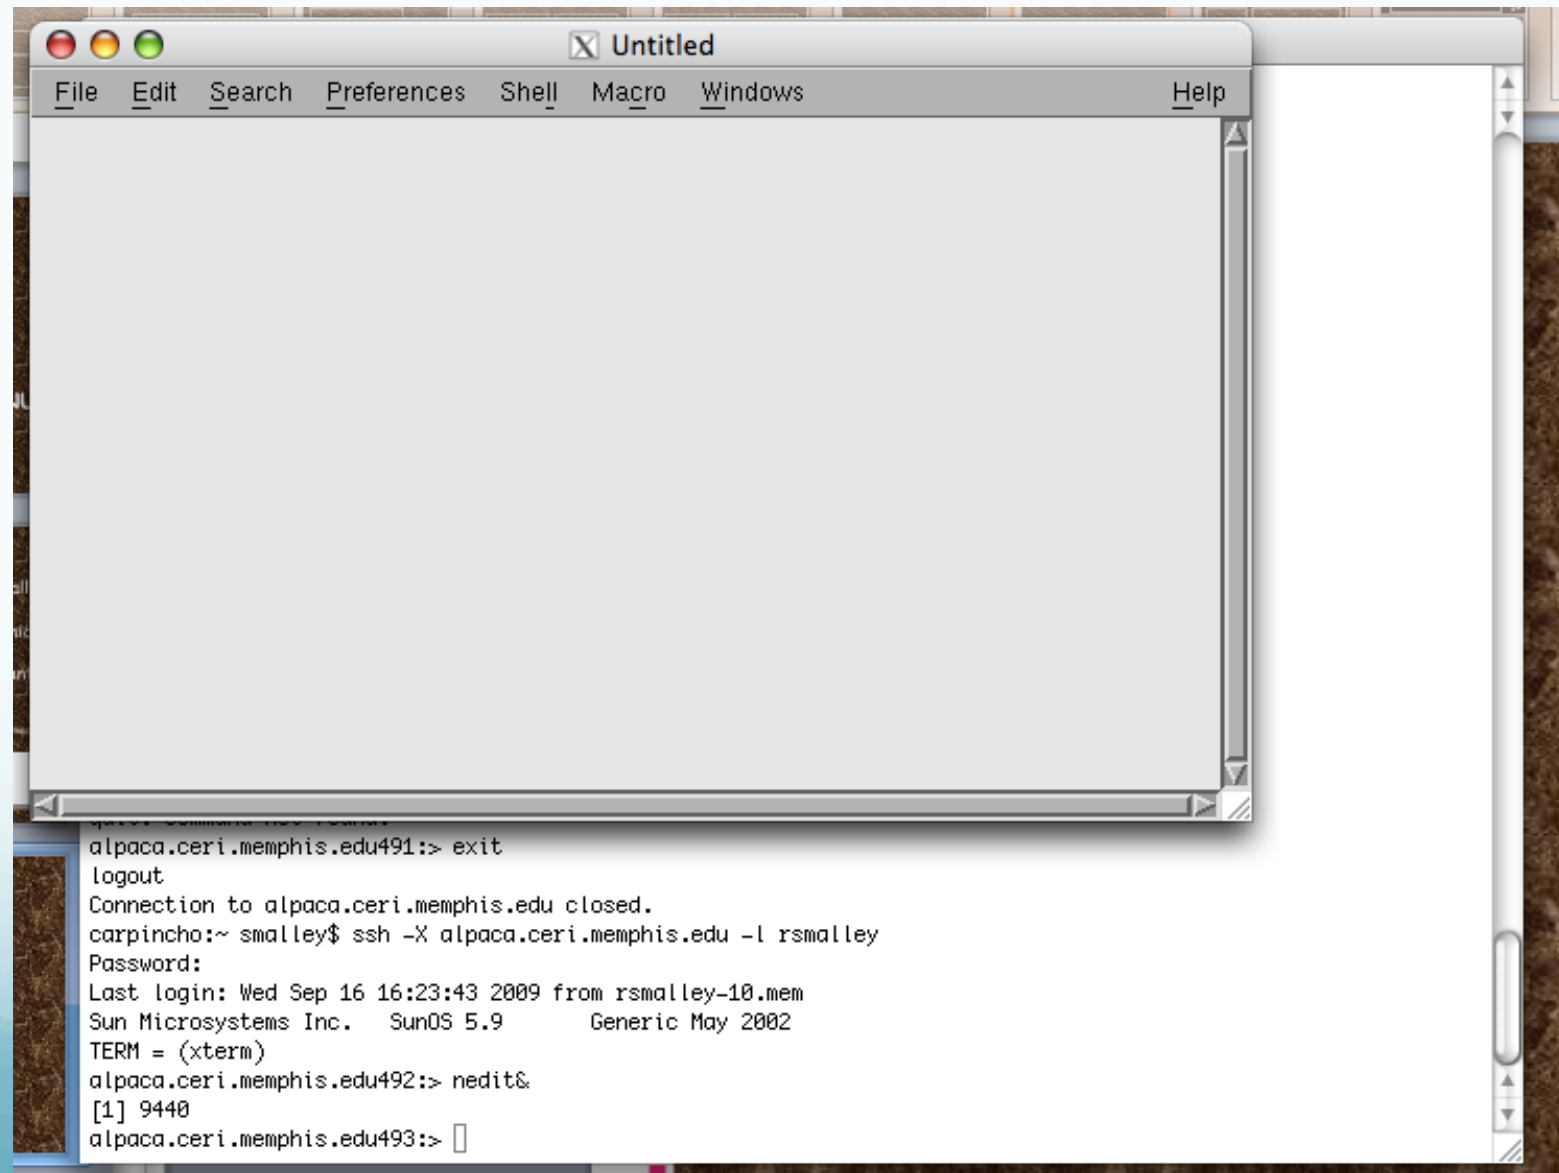 Untitled
File Edit Search Preferences Shell Macro Windows Help
alpaca.ceri.memphis.edu491:> exit
logout
Connection to alpaca.ceri.memphis.edu closed.
carpincho:~ smalley$ ssh -X alpaca.ceri.memphis.edu -l rsmalley
Password:
Last login: Wed Sep 16 16:23:43 2009 from rsmalley-10.mem
Sun Microsystems Inc.   SunOS 5.9       Generic May 2002
TERM = (xterm)
alpaca.ceri.memphis.edu492:> nedit&
[1] 9440
alpaca.ceri.memphis.edu493:>